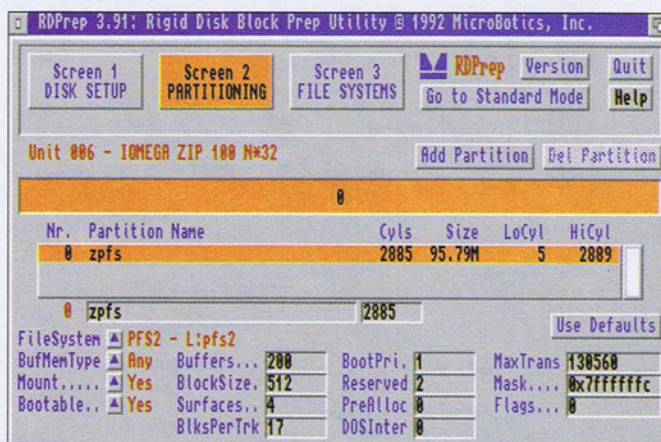 RDPrep 3.91: Rigid Disk Block Prep Utility © 1992 MicroBotics, Inc.
Screen 1 DISK SETUP
Screen 2 PARTITIONING
Screen 3 FILE SYSTEMS
RDPrep Version Quit
Go to Standard Mode Help
Unit 006 - IOMEGA ZIP 100 N*32 Add Partition Del Partition
0
Nr. Partition Name Cyls Size LoCyl HiCyl
0 zpfs 2885 95.79M 5 2889
0 zpfs 2885
Use Defaults
FileSystem PFS2 - L:pfs2
BufMemType Any Buffers... 200 BootPri. 1 MaxTrans 130560
Mount..... Yes BlockSize. 512 Reserved 2 Mask.... 0x7ffffffc
Bootable.. Yes Surfaces.. 4 PreAlloc 0 Flags... 0
BlksPerTrk 17 DOSInter 0